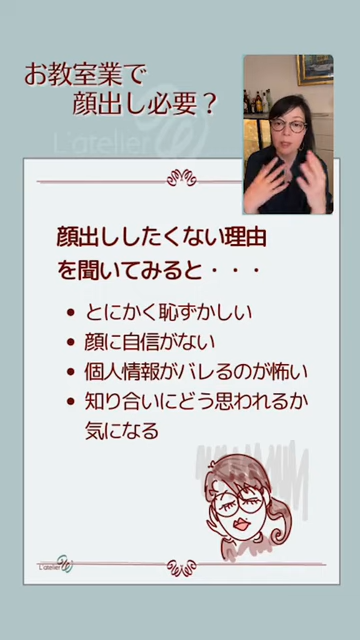 お教室業で
顔出し必要？
L'atelier
顔出ししたくない理由
を聞いてみると・・・
• とにかく恥ずかしい
• 顔に自信がない
• 個人情報がバレるのが怖い
• 知り合いにどう思われるか
気になる
L'atelier